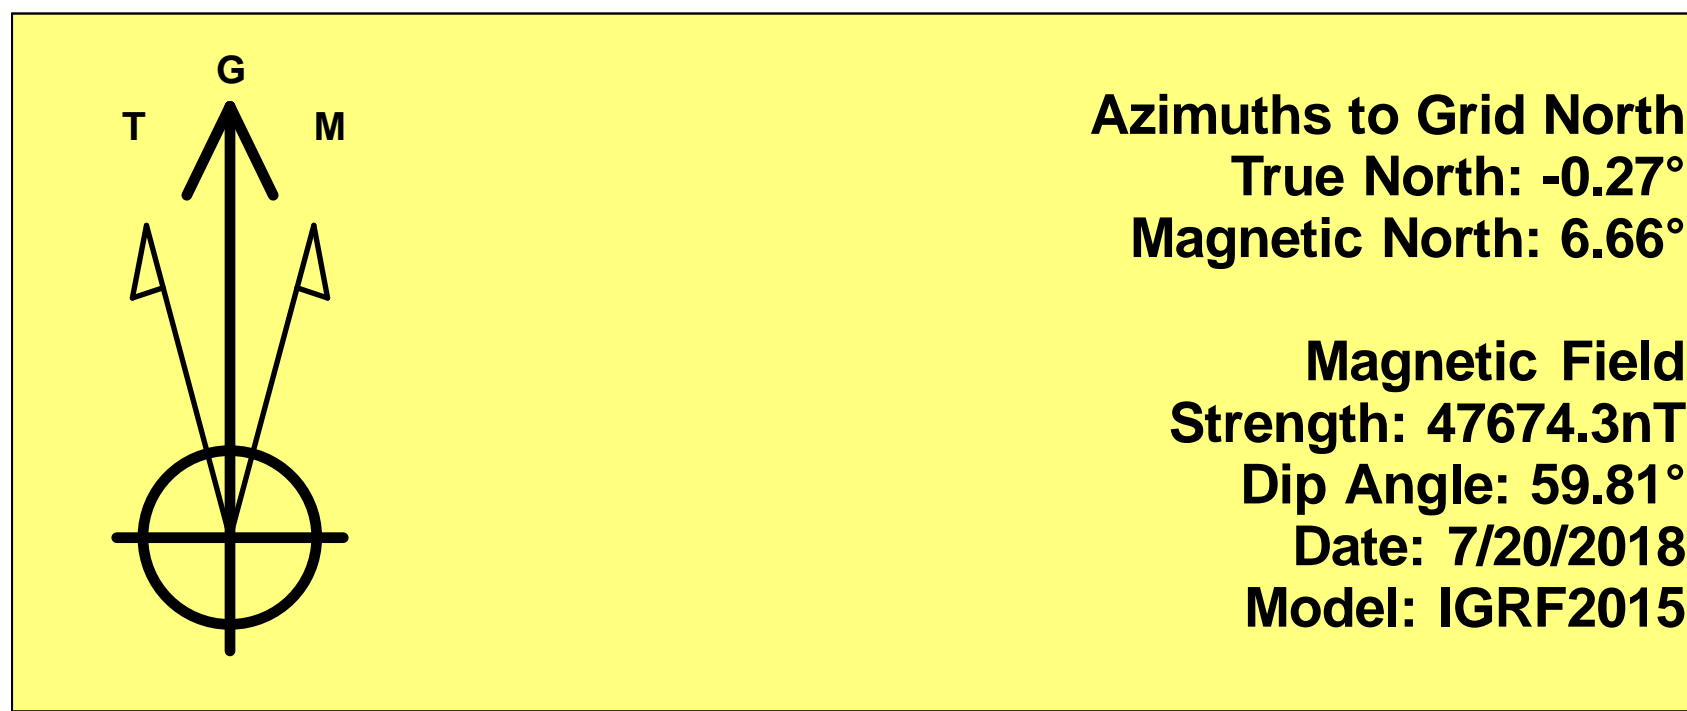 G
T M
Azimuths to Grid North
True North: -0.27°
Magnetic North: 6.66°
Magnetic Field
Strength: 47674.3nT
Dip Angle: 59.81°
Date: 7/20/2018
Model: IGRF2015